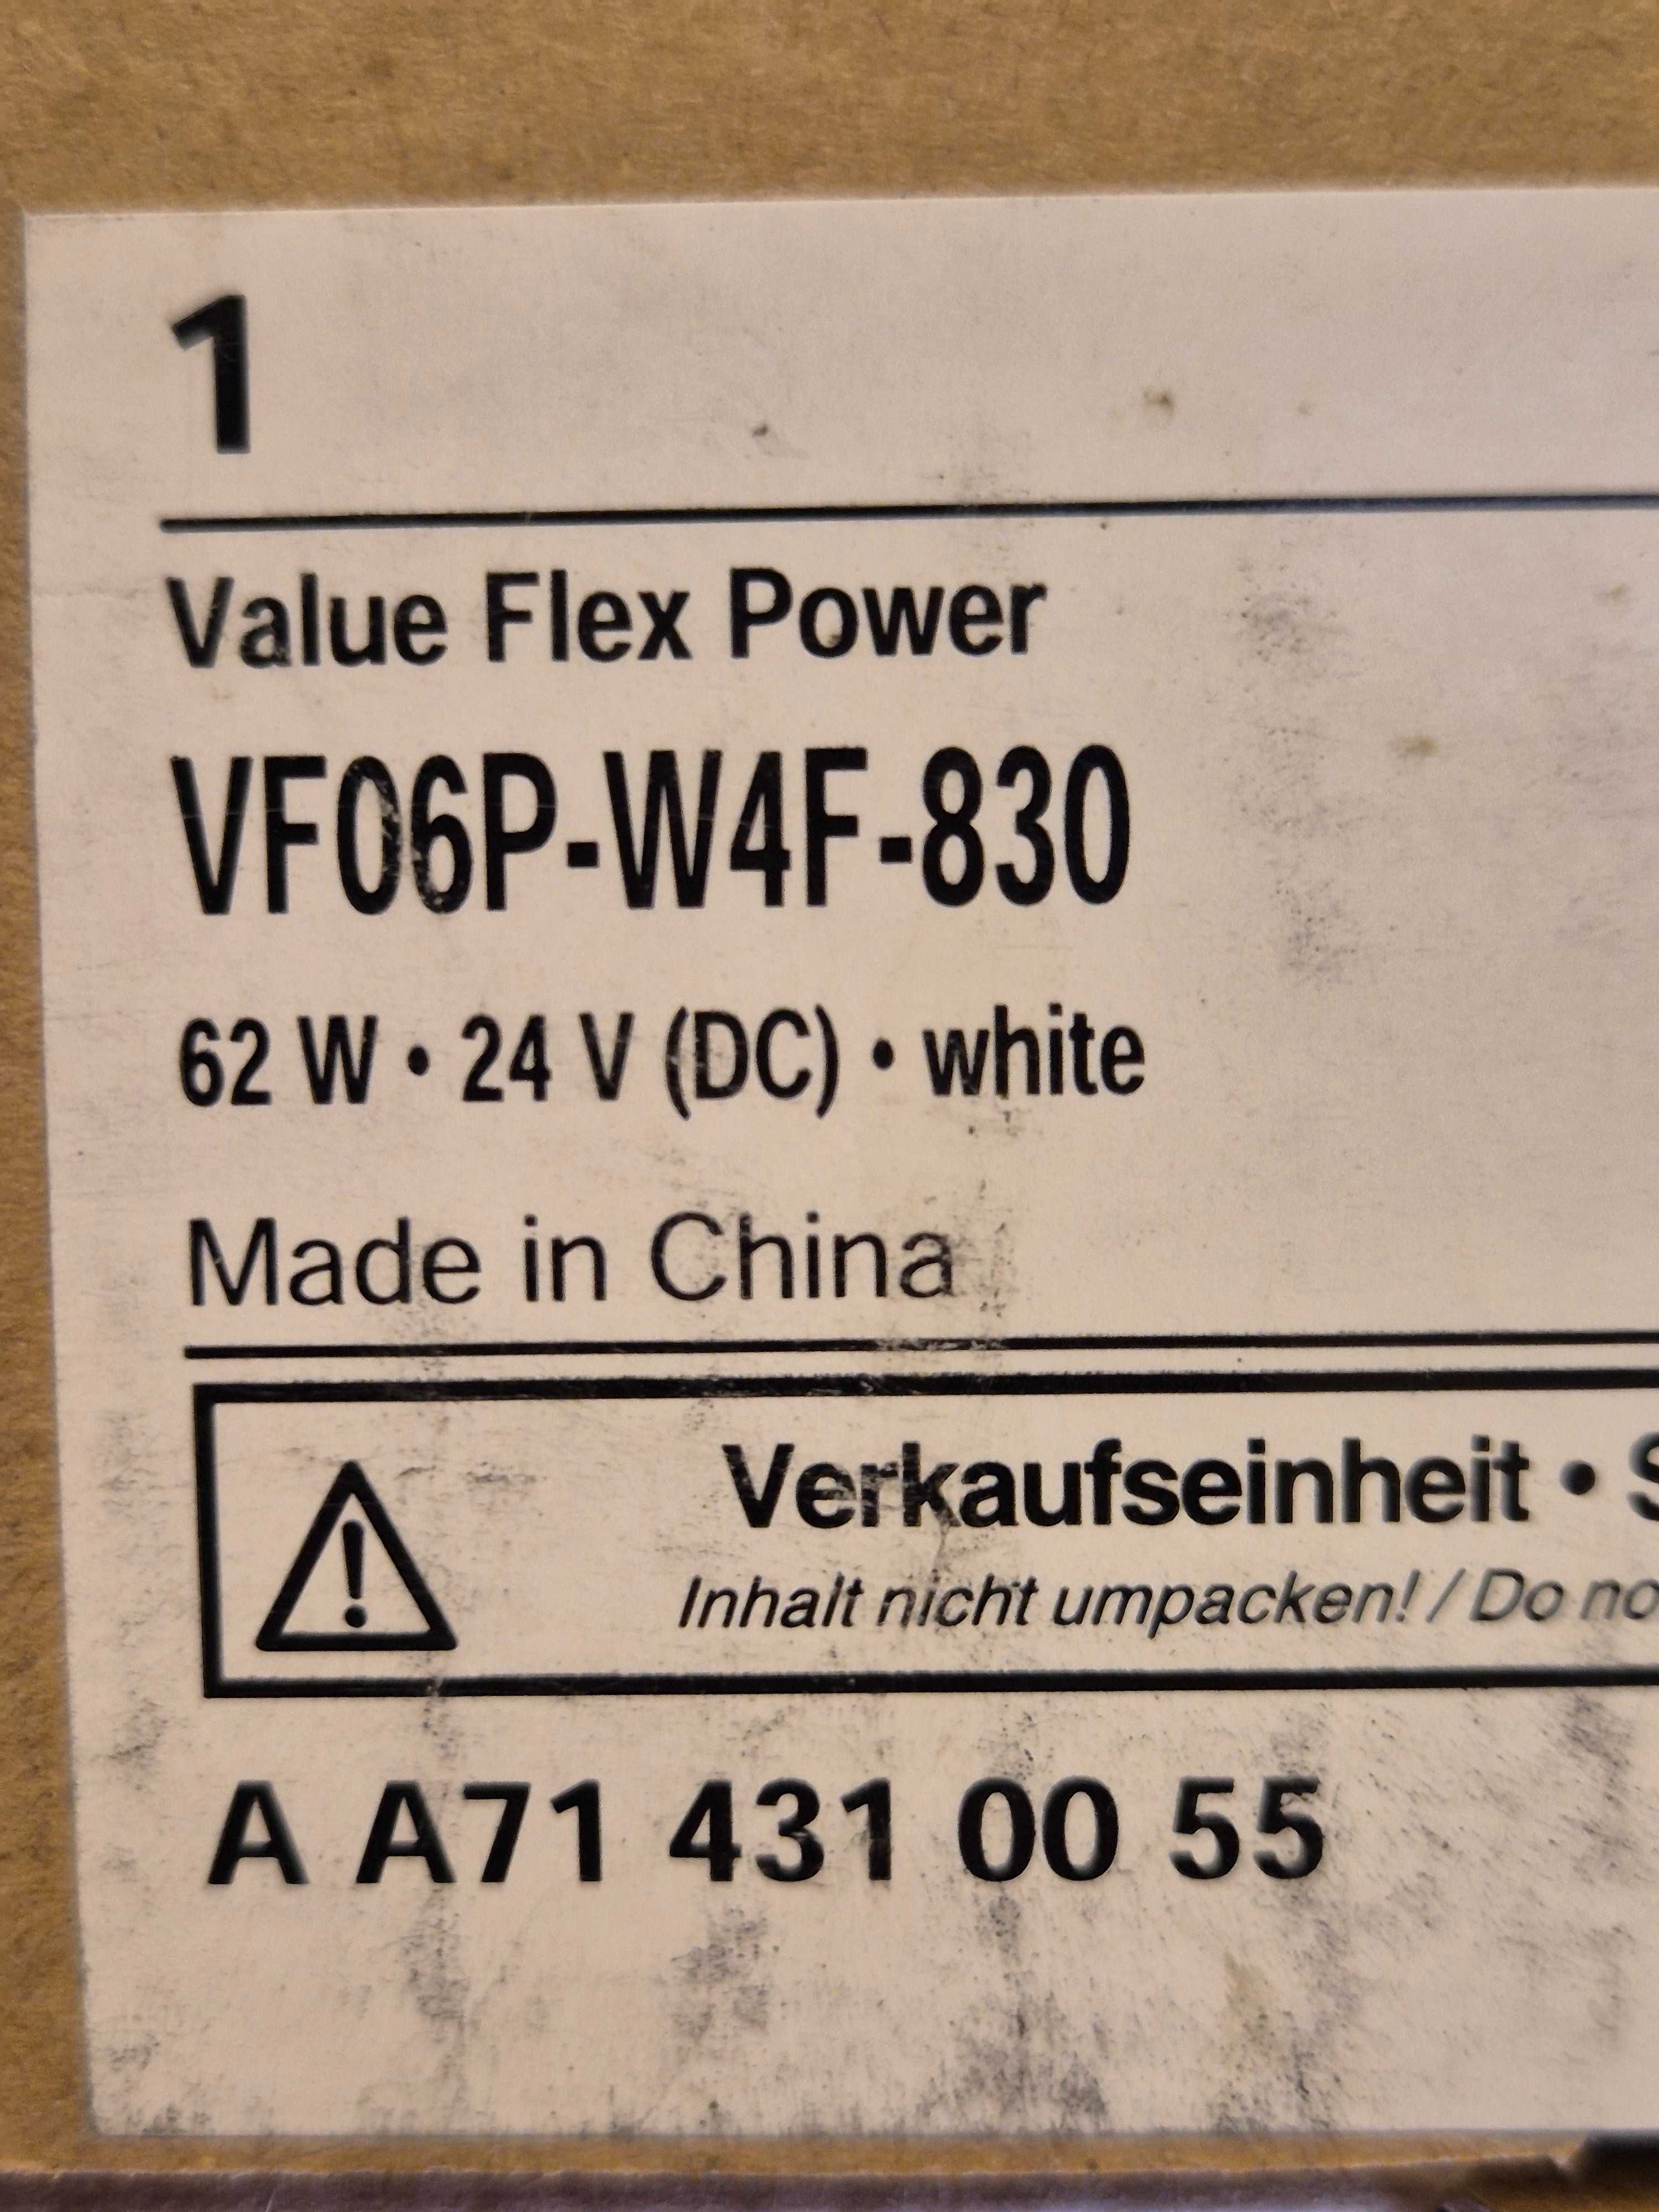 1
Value Flex Power
VF06P-W4F-830
62 W • 24 V (DC) • white
Made in China
Verkaufseinheit •
Inhalt nicht umpacken! / Do
A A71 431 00 55